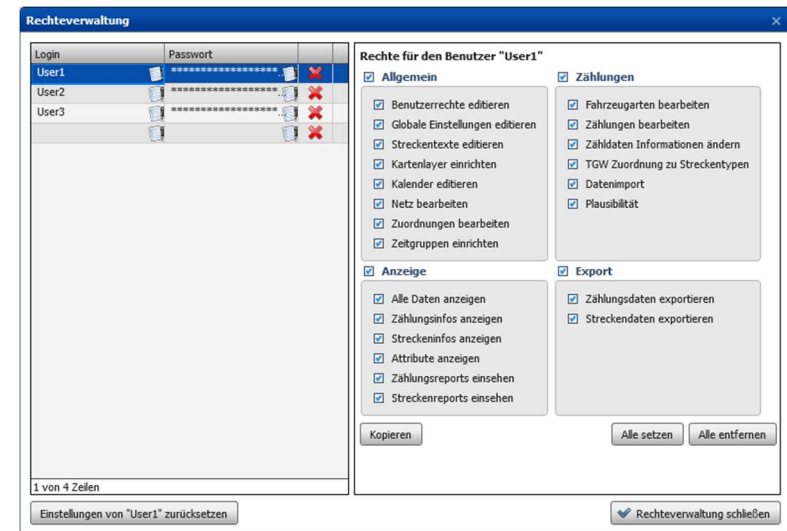 Rechteverwaltung
Login Passwort
User1 ******************...
User2 ******************...
User3 ******************...
1 von 4 Zeilen
Einstellungen von "User1" zurücksetzen
Rechte für den Benutzer "User1"
Allgemein
Benutzerrechte editieren
Globale Einstellungen editieren
Streckentexte editieren
Kartenlayer einrichten
Kalender editieren
Netz bearbeiten
Zuordnungen bearbeiten
Zeitgruppen einrichten
Zählungen
Fahrzeugarten bearbeiten
Zählungen bearbeiten
Zähldaten Informationen ändern
TGW Zuordnung zu Streckentypen
Datenimport
Plausibilität
Anzeige
Alle Daten anzeigen
Zählungsinfos anzeigen
Streckeninfos anzeigen
Attribute anzeigen
Zählungsreports einsehen
Streckenreports einsehen
Export
Zählungsdaten exportieren
Streckendaten exportieren
Kopieren
Alle setzen
Alle entfernen
Rechteverwaltung schließen